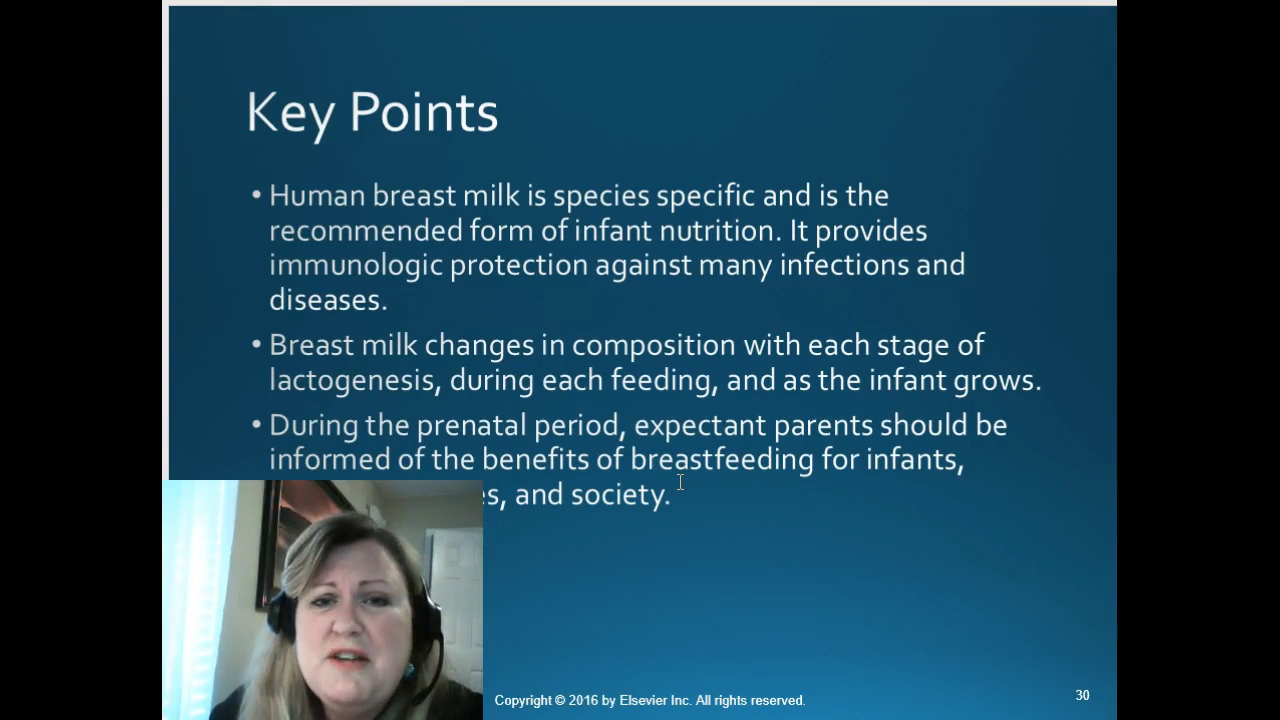 Key Points
• Human breast milk is species specific and is the
recommended form of infant nutrition. It provides
immunologic protection against many infections and
diseases.
• Breast milk changes in composition with each stage of
lactogenesis, during each feeding, and as the infant grows.
• During the prenatal period, expectant parents should be
informed of the benefits of breastfeeding for infants,
and society.
Copyright © 2016 by Elsevier Inc. All rights reserved.
30